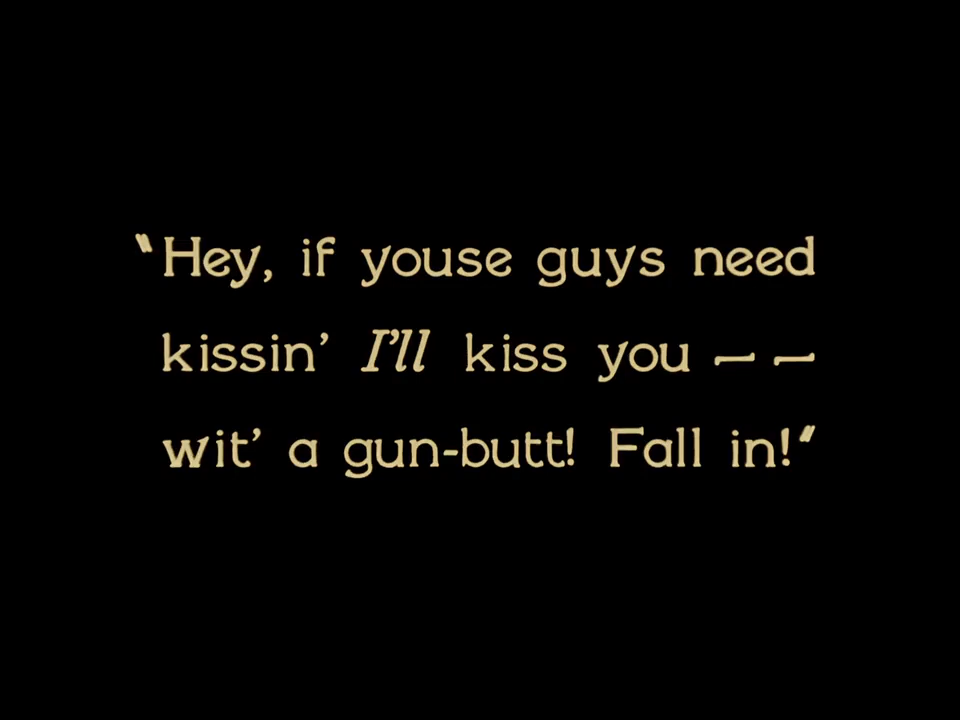 "Hey, if youse guys need
kissin' I'll kiss you — —
wit' a gun-butt! Fall in!"